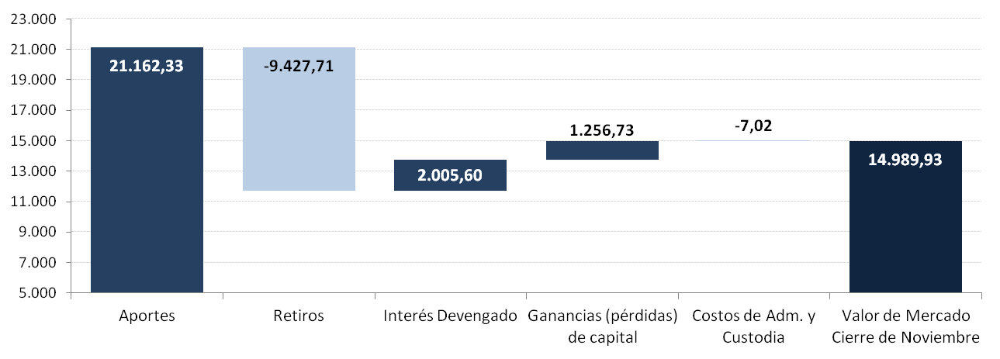 23.000
21.000
19.000
17.000
15.000
13.000
11.000
9.000
7.000
5.000
21.162,33
-9.427,71
2.005,60
1.256,73
-7,02
14.989,93
Aportes
Retiros
Interés Devengado
Ganancias (pérdidas)
de capital
Costos de Adm. y
Custodia
Valor de Mercado
Cierre de Noviembre